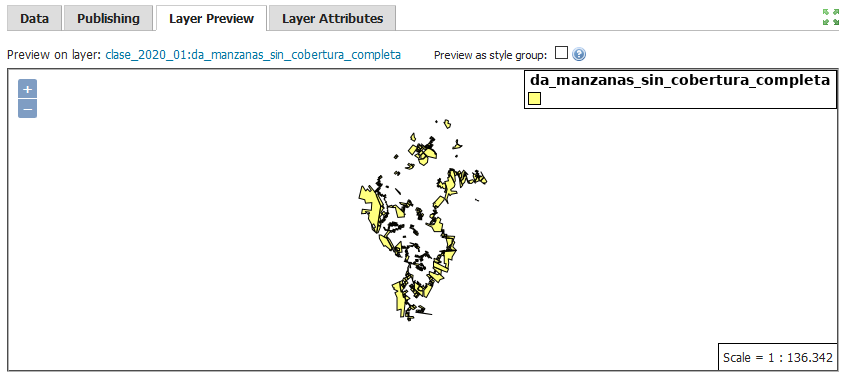 Data Publishing Layer Preview Layer Attributes
Preview on layer: clase_2020_01:da_manzanas_sin_cobertura_completa Preview as style group: ?
+
−
da_manzanas_sin_cobertura_completa
Scale = 1 : 136.342